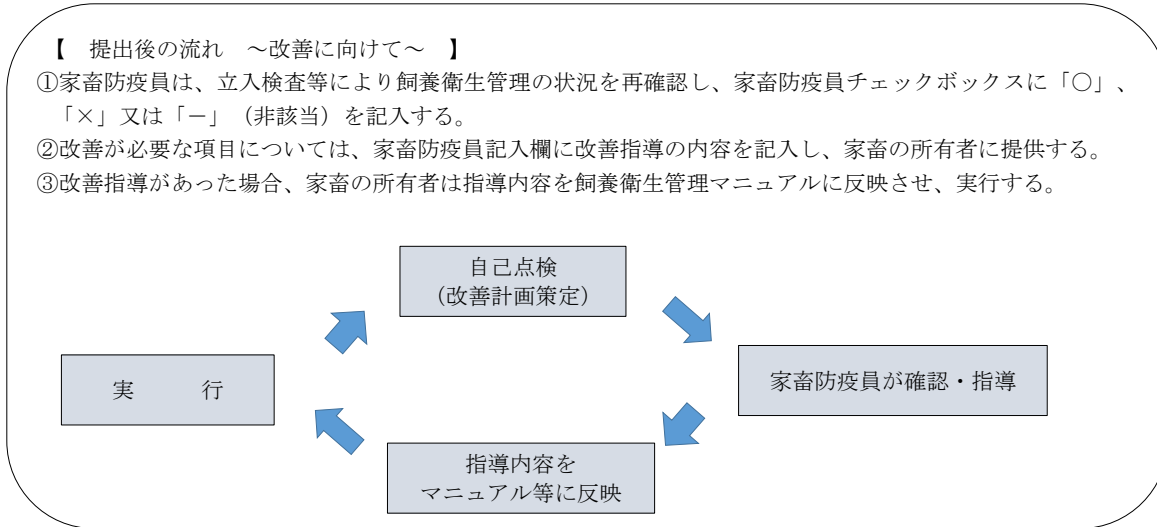 【　提出後の流れ　～改善に向けて～　】
①家畜防疫員は、立入検査等により飼養衛生管理の状況を再確認し、家畜防疫員チェックボックスに「○」、
「×」又は「－」（非該当）を記入する。
②改善が必要な項目については、家畜防疫員記入欄に改善指導の内容を記入し、家畜の所有者に提供する。
③改善指導があった場合、家畜の所有者は指導内容を飼養衛生管理マニュアルに反映させ、実行する。
自己点検
（改善計画策定）
家畜防疫員が確認・指導
指導内容を
マニュアル等に反映
実　　行